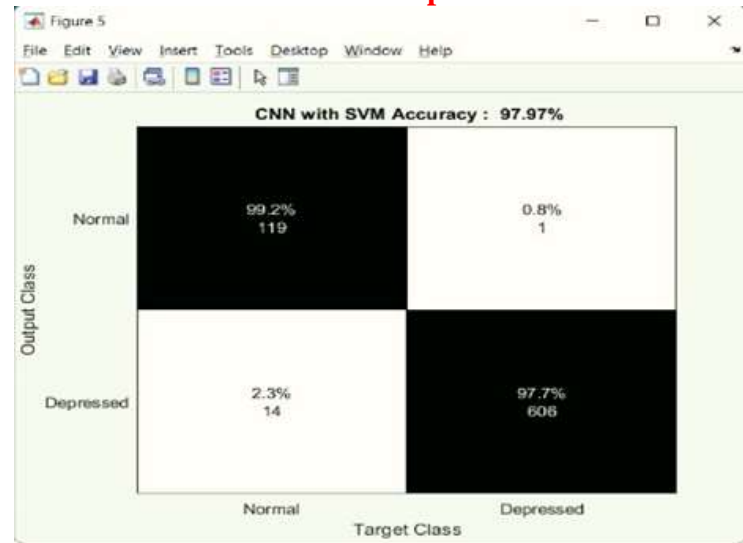 Figure 5
File Edit View Insert Tools Desktop Window Help
CNN with SVM Accuracy : 97.97%
Normal
99.2%
119
0.8%
1
Output Class
Depressed
2.3%
14
97.7%
606
Normal
Depressed
Target Class